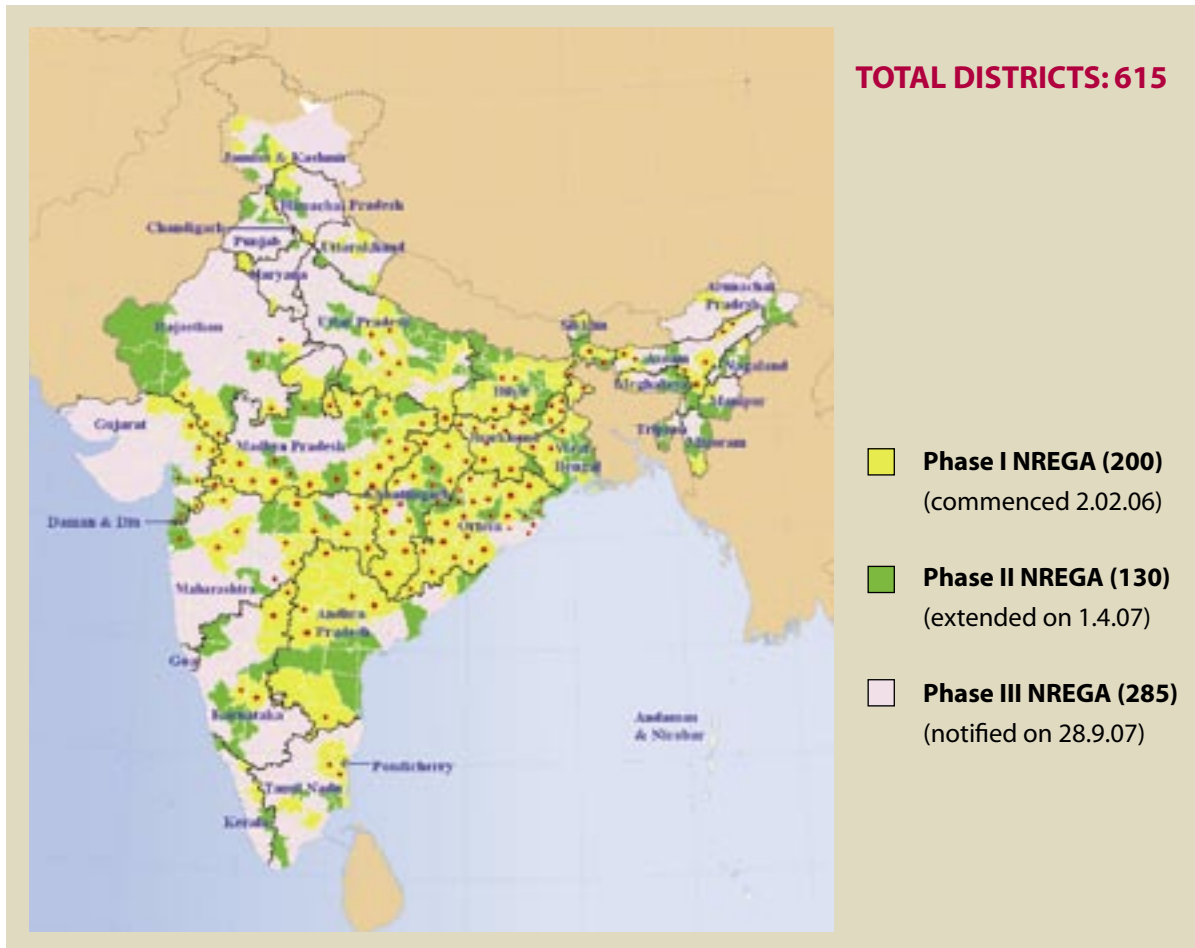 TOTAL DISTRICTS: 615
Jammu & Kashmir
Himachal Pradesh
Chandigarh
Punjab
Uttarakhand
Haryana
Arunachal
Pradesh
Rajasthan
Uttar Pradesh
Sikkim
Assam
Nagaland
Meghalaya
Bihar
Manipur
Gujarat
Tripura
Mizoram
Madhya Pradesh
Jharkhand
West
Bengal
Chhattisgarh
Daman & Diu
Orissa
Maharashtra
Andhra
Pradesh
Goa
Karnataka
Andaman
& Nicobar
Pondicherry
Tamil Nadu
Kerala
Phase I NREGA (200)
(commenced 2.02.06)
Phase II NREGA (130)
(extended on 1.4.07)
Phase III NREGA (285)
(notified on 28.9.07)